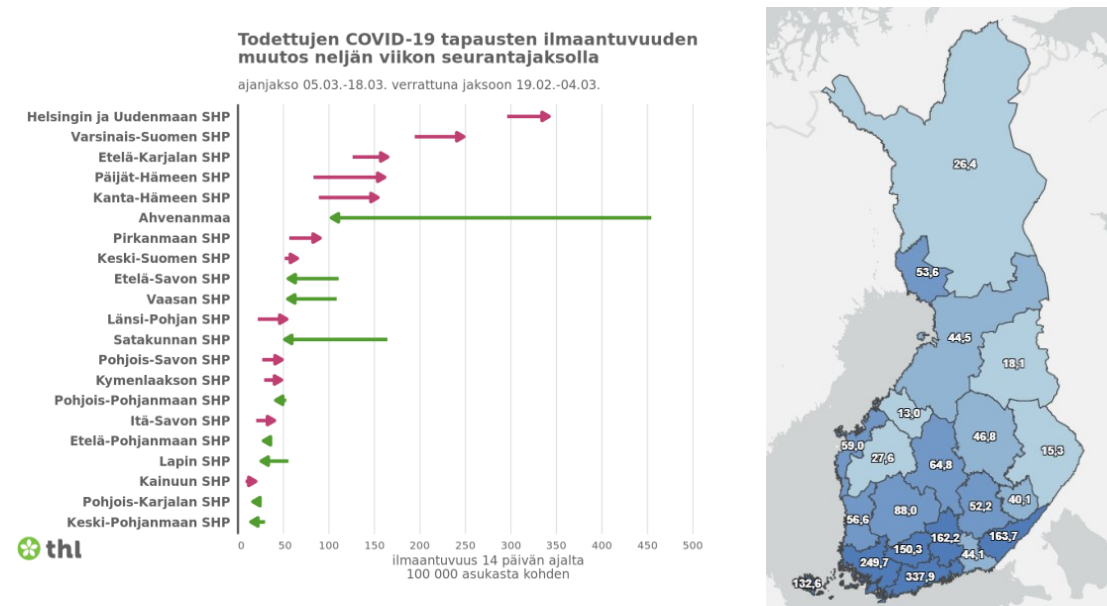 Todettujen COVID-19 tapausten ilmaantuvuuden
muutos neljän viikon seurantajaksolla
ajanjakso 05.03.-18.03. verrattuna jaksoon 19.02.-04.03.
Helsingin ja Uudenmaan SHP
Varsinais-Suomen SHP
Etelä-Karjalan SHP
Päijät-Hämeen SHP
Kanta-Hämeen SHP
Ahvenanmaa
Pirkanmaan SHP
Keski-Suomen SHP
Etelä-Savon SHP
Vaasan SHP
Länsi-Pohjan SHP
Satakunnan SHP
Pohjois-Savon SHP
Kymenlaakson SHP
Pohjois-Pohjanmaan SHP
Itä-Savon SHP
Etelä-Pohjanmaan SHP
Lapin SHP
Kainuun SHP
Pohjois-Karjalan SHP
Keski-Pohjanmaan SHP
0 50 100 150 200 250 300 350 400 450 500
ilmaantuvuus 14 päivän ajalta
100 000 asukasta kohden
thl
26,4
53,6
44,5
18,1
13,0
59,0
27,6
46,8
15,3
64,8
40,1
52,2
56,6
88,0
162,2
163,7
150,3
44,1
249,7
337,9
132,6